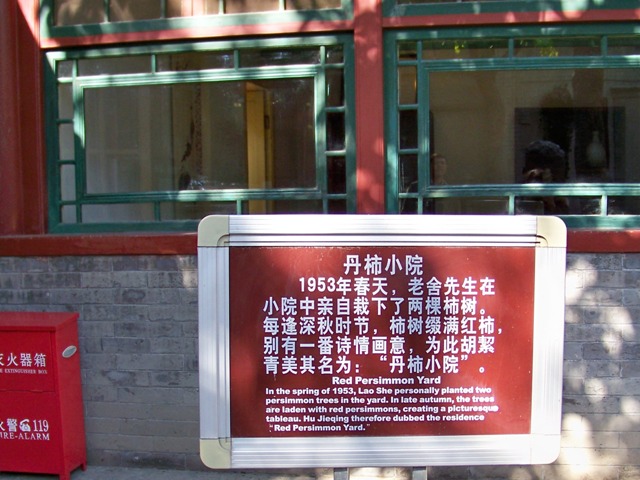 丹柿小院
1953年春天，老舍先生在
小院中亲自栽下了两棵柿树。
每逢深秋时节，柿树缀满红柿，
别有一番诗情画意，为此胡絜
青美其名为：“丹柿小院”。
Red Persimmon Yard
In the spring of 1953, Lao She personally planted two
persimmon trees in the yard. In late autumn, the trees
are laden with red persimmons, creating a picturesque
tableau. Hu Jieqing therefore dubbed the residence
"Red Persimmon Yard."
灭火器箱
EXTINGUISHER BOX
火警☎119
FIRE-ALARM